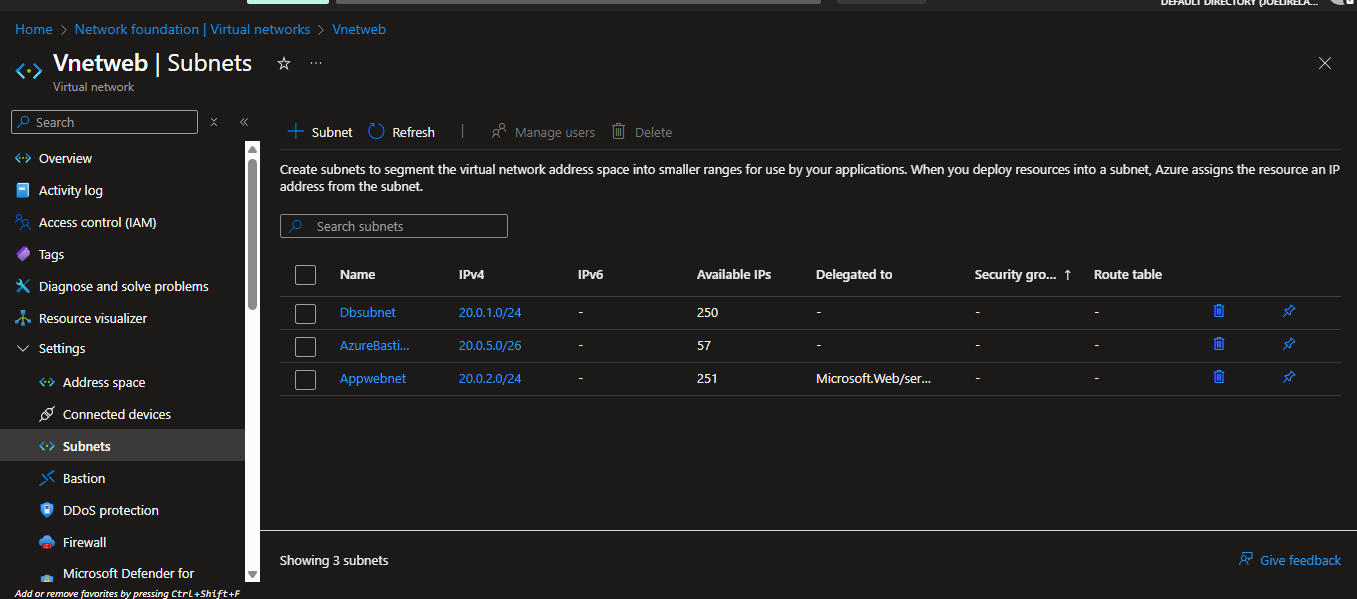 DEFAULT DIRECTORY (JOELIRELA...
Home > Network foundation | Virtual networks > Vnetweb
Vnetweb | Subnets
Virtual network
Search
Subnet Refresh | Manage users Delete
Overview
Activity log
Access control (IAM)
Tags
Diagnose and solve problems
Resource visualizer
Settings
Address space
Connected devices
Subnets
Bastion
DDoS protection
Firewall
Microsoft Defender for
Add or remove favorites by pressing Ctrl+Shift+F
Create subnets to segment the virtual network address space into smaller ranges for use by your applications. When you deploy resources into a subnet, Azure assigns the resource an IP
address from the subnet.
Search subnets
Name IPv4 IPv6 Available IPs Delegated to Security gro... ↑ Route table
Dbsubnet 20.0.1.0/24 - 250 - - -
AzureBasti... 20.0.5.0/26 - 57 - - -
Appwebnet 20.0.2.0/24 - 251 Microsoft.Web/ser... - -
Showing 3 subnets
Give feedback